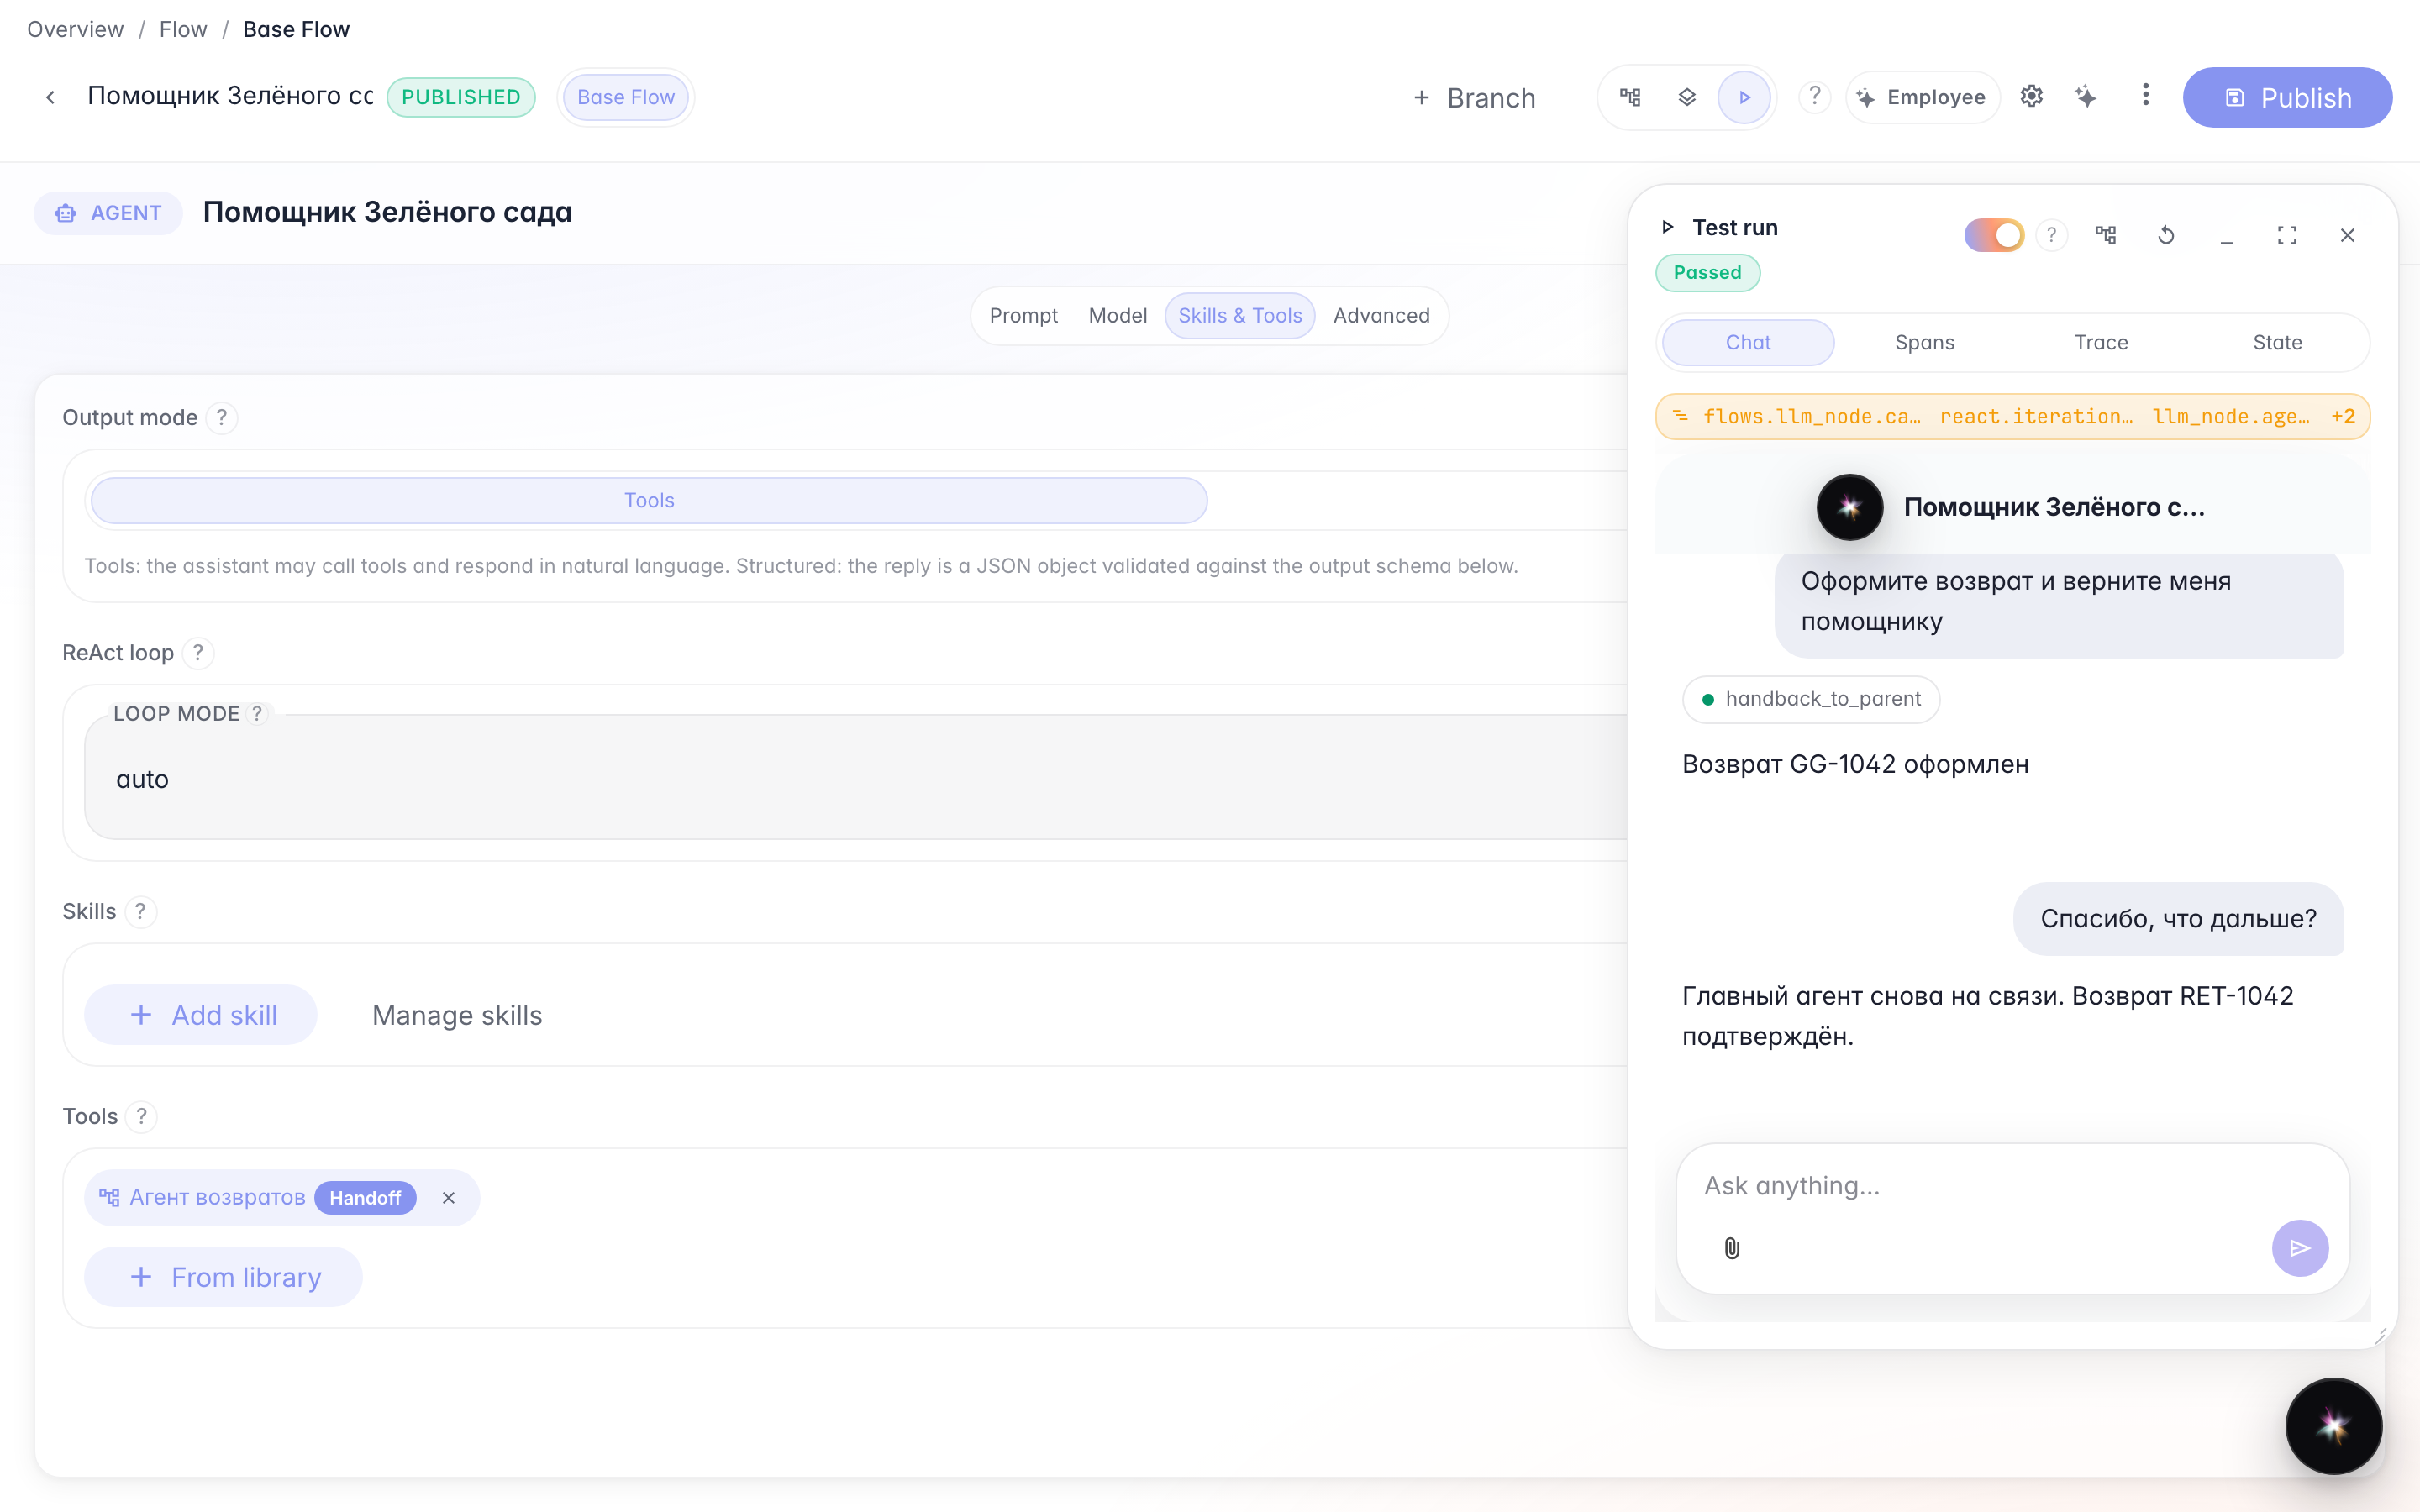 Overview / Flow / Base Flow
Помощник Зелёного сс PUBLISHED Base Flow
+ Branch
? Employee
Publish
AGENT Помощник Зелёного сада
Prompt Model Skills & Tools Advanced
Output mode ?
Tools
Tools: the assistant may call tools and respond in natural language. Structured: the reply is a JSON object validated against the output schema below.
ReAct loop ?
LOOP MODE ?
auto
Skills ?
+ Add skill Manage skills
Tools ?
Агент возвратов Handoff
+ From library
Test run
?
Passed
Chat Spans Trace State
flows.llm_node.ca… react.iteration… llm_node.age… +2
Помощник Зелёного с...
Оформите возврат и верните меня
помощнику
handback_to_parent
Возврат GG-1042 оформлен
Спасибо, что дальше?
Главный агент снова на связи. Возврат RET-1042
подтверждён.
Ask anything...